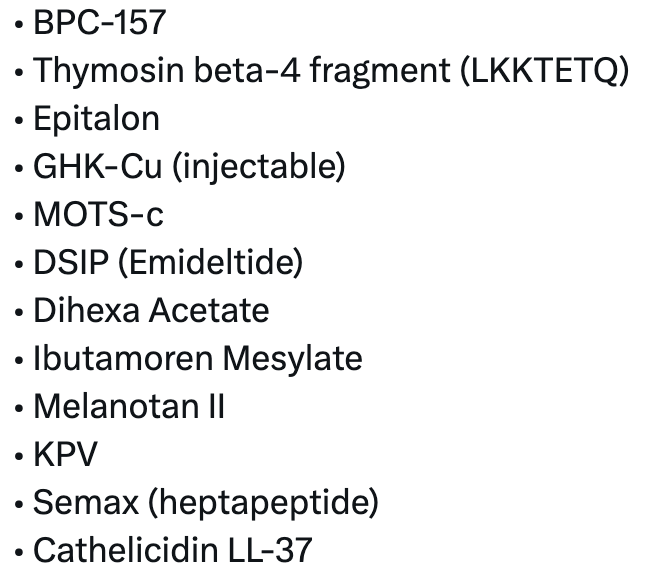 • BPC-157
• Thymosin beta-4 fragment (LKKTETQ)
• Epitalon
• GHK-Cu (injectable)
• MOTS-c
• DSIP (Emideltide)
• Dihexa Acetate
• Ibutamoren Mesylate
• Melanotan II
• KPV
• Semax (heptapeptide)
• Cathelicidin LL-37